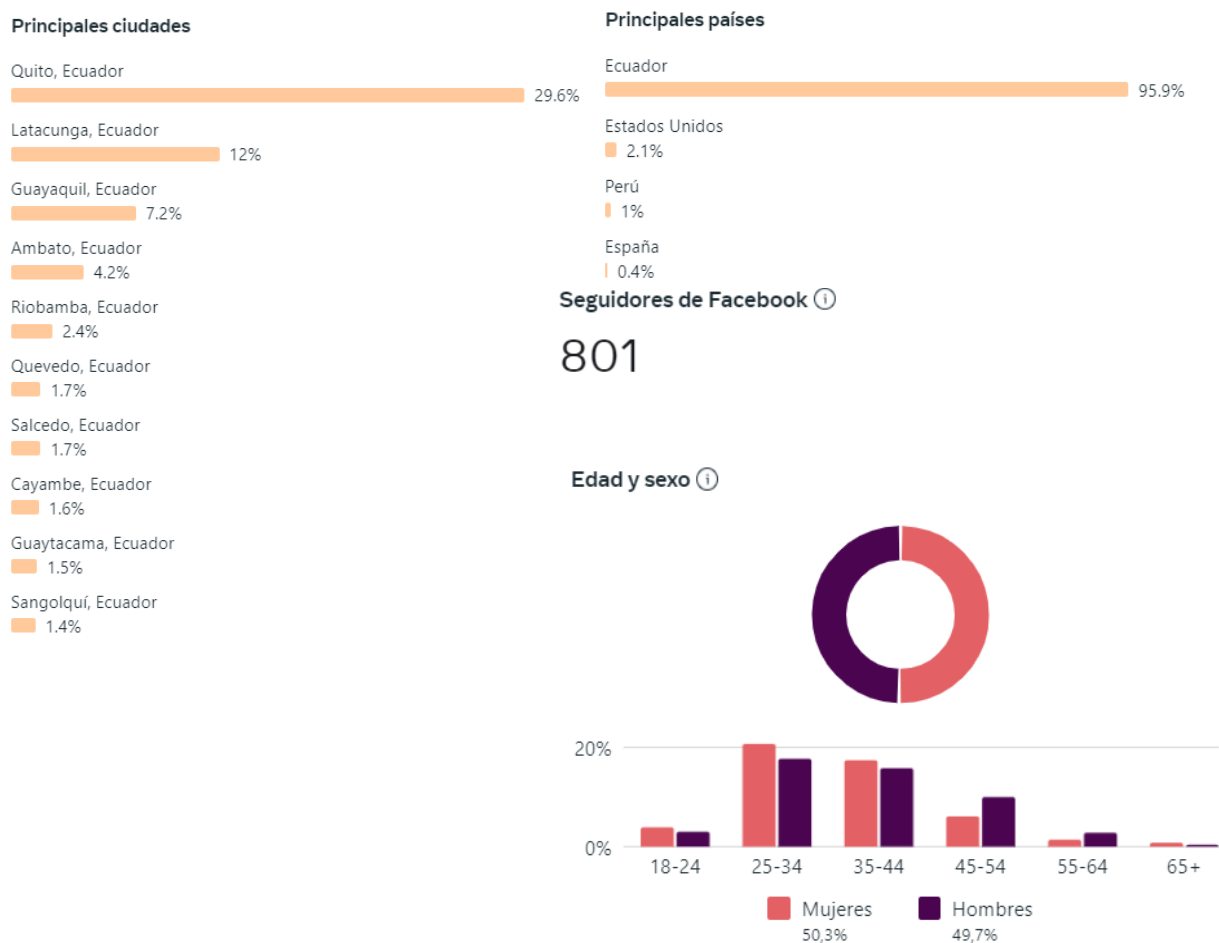 Principales ciudades
Quito, Ecuador
29.6%
Latacunga, Ecuador
12%
Guayaquil, Ecuador
7.2%
Ambato, Ecuador
4.2%
Riobamba, Ecuador
2.4%
Quevedo, Ecuador
1.7%
Salcedo, Ecuador
1.7%
Cayambe, Ecuador
1.6%
Guaytacama, Ecuador
1.5%
Sangolquí, Ecuador
1.4%
Principales países
Ecuador
95.9%
Estados Unidos
2.1%
Perú
1%
España
0.4%
Seguidores de Facebook
801
Edad y sexo
20%
0%
18-24 25-34 35-44 45-54 55-64 65+
Mujeres Hombres
50,3% 49,7%